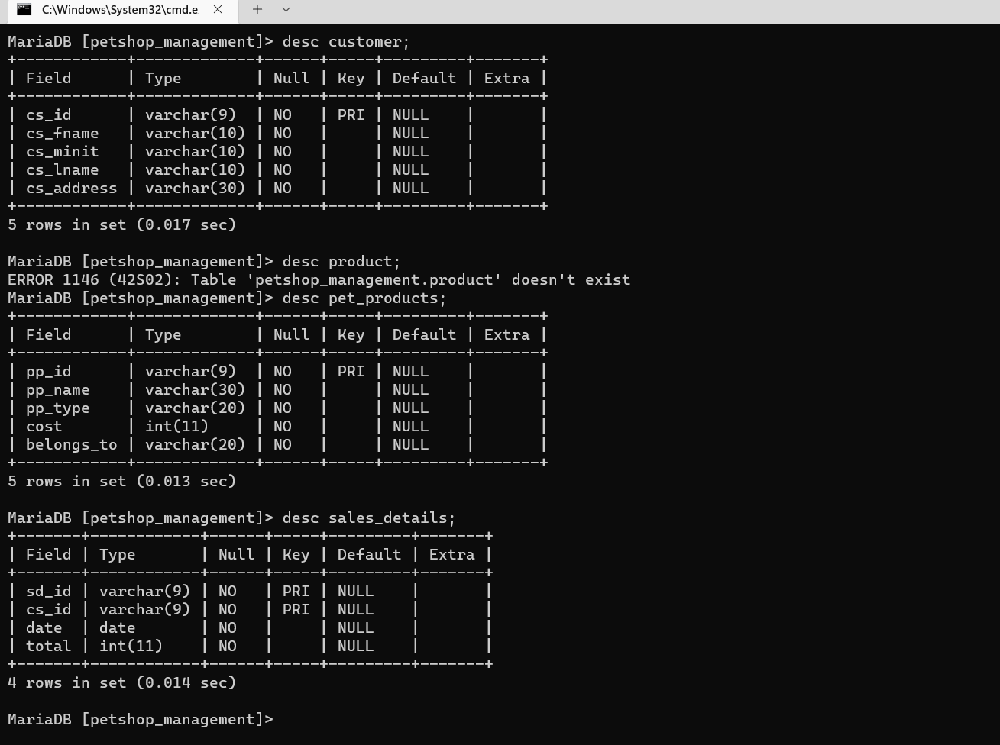 C:\Windows\System32\cmd.e
MariaDB [petshop_management]> desc customer;
+------------+-------------+------+-----+---------+-------+
| Field      | Type        | Null | Key | Default | Extra |
+------------+-------------+------+-----+---------+-------+
| cs_id      | varchar(9)  | NO   | PRI | NULL    |       |
| cs_fname   | varchar(10) | NO   |     | NULL    |       |
| cs_minit   | varchar(10) | NO   |     | NULL    |       |
| cs_lname   | varchar(10) | NO   |     | NULL    |       |
| cs_address | varchar(30) | NO   |     | NULL    |       |
+------------+-------------+------+-----+---------+-------+
5 rows in set (0.017 sec)

MariaDB [petshop_management]> desc product;
ERROR 1146 (42S02): Table 'petshop_management.product' doesn't exist
MariaDB [petshop_management]> desc pet_products;
+------------+-------------+------+-----+---------+-------+
| Field      | Type        | Null | Key | Default | Extra |
+------------+-------------+------+-----+---------+-------+
| pp_id      | varchar(9)  | NO   | PRI | NULL    |       |
| pp_name    | varchar(30) | NO   |     | NULL    |       |
| pp_type    | varchar(20) | NO   |     | NULL    |       |
| cost       | int(11)     | NO   |     | NULL    |       |
| belongs_to | varchar(20) | NO   |     | NULL    |       |
+------------+-------------+------+-----+---------+-------+
5 rows in set (0.013 sec)

MariaDB [petshop_management]> desc sales_details;
+-------+------------+------+-----+---------+-------+
| Field | Type       | Null | Key | Default | Extra |
+-------+------------+------+-----+---------+-------+
| sd_id | varchar(9) | NO   | PRI | NULL    |       |
| cs_id | varchar(9) | NO   | PRI | NULL    |       |
| date  | date       | NO   |     | NULL    |       |
| total | int(11)    | NO   |     | NULL    |       |
+-------+------------+------+-----+---------+-------+
4 rows in set (0.014 sec)

MariaDB [petshop_management]>